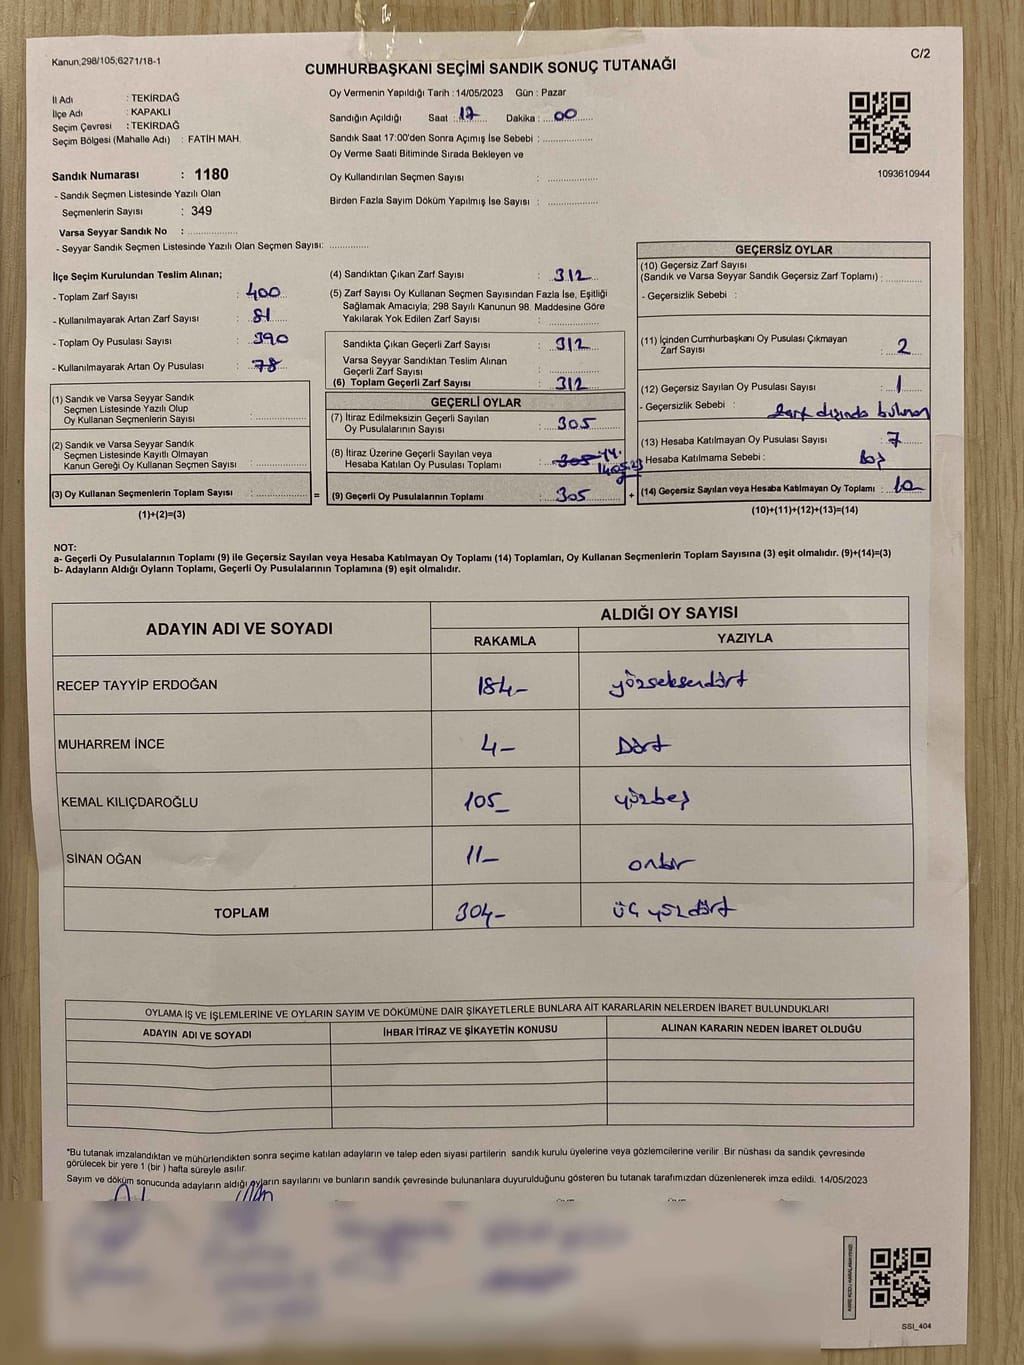 Kanun,298/105,6271/18-1
C/2
CUMHURBAŞKANI SEÇİMİ SANDIK SONUÇ TUTANAĞI
İl Adı : TEKİRDAĞ
İlçe Adı : KAPAKLI
Seçim Çevresi : TEKİRDAĞ
Seçim Bölgesi (Mahalle Adı) : FATİH MAH.
Oy Vermenin Yapıldığı Tarih : 14/05/2023 Gün : Pazar
Sandığın Açıldığı Saat : 17 Dakika : 00
Sandık Saat 17:00'den Sonra Açımış İse Sebebi :
Oy Verme Saati Bitiminde Sırada Bekleyen ve
Oy Kullandırılan Seçmen Sayısı :
Birden Fazla Sayım Döküm Yapılmış İse Sayısı :
1093610944
Sandık Numarası : 1180
- Sandık Seçmen Listesinde Yazılı Olan
Seçmenlerin Sayısı : 349
Varsa Seyyar Sandık No :
- Seyyar Sandık Seçmen Listesinde Yazılı Olan Seçmen Sayısı:
İlçe Seçim Kurulundan Teslim Alınan;
- Toplam Zarf Sayısı : 400
- Kullanılmayarak Artan Zarf Sayısı : 81
- Toplam Oy Pusulası Sayısı : 390
- Kullanılmayarak Artan Oy Pusulası : 78
(1) Sandık ve Varsa Seyyar Sandık
Seçmen Listesinde Yazılı Olup
Oy Kullanan Seçmenlerin Sayısı :
(2) Sandık ve Varsa Seyyar Sandık
Seçmen Listesinde Kayıtlı Olmayan
Kanun Gereği Oy Kullanan Seçmen Sayısı :
(3) Oy Kullanan Seçmenlerin Toplam Sayısı : =
(1)+(2)=(3)
(4) Sandıktan Çıkan Zarf Sayısı : 312
(5) Zarf Sayısı Oy Kullanan Seçmen Sayısından Fazla İse, Eşitliği
Sağlamak Amacıyla; 298 Sayılı Kanunun 98. Maddesine Göre
Yakılarak Yok Edilen Zarf Sayısı :
Sandıkta Çıkan Geçerli Zarf Sayısı : 312
Varsa Seyyar Sandıktan Teslim Alınan
Geçerli Zarf Sayısı :
(6) Toplam Geçerli Zarf Sayısı : 312
GEÇERLİ OYLAR
(7) İtiraz Edilmeksizin Geçerli Sayılan
Oy Pusulalarının Sayısı : 305
(8) İtiraz Üzerine Geçerli Sayılan veya
Hesaba Katılan Oy Pusulası Toplamı : 305
14.05.23
(9) Geçerli Oy Pusulalarının Toplamı : 305 +
GEÇERSİZ OYLAR
(10) Geçersiz Zarf Sayısı
(Sandık ve Varsa Seyyar Sandık Geçersiz Zarf Toplamı) :
- Geçersizlik Sebebi :
(11) İçinden Cumhurbaşkanı Oy Pusulası Çıkmayan
Zarf Sayısı : 2
(12) Geçersiz Sayılan Oy Pusulası Sayısı : 1
- Geçersizlik Sebebi : Zarf dışında bulunan
(13) Hesaba Katılmayan Oy Pusulası Sayısı : 7
Hesaba Katılmama Sebebi : boş
(14) Geçersiz Sayılan veya Hesaba Katılmayan Oy Toplamı : 10
(10)+(11)+(12)+(13)=(14)
NOT:
a- Geçerli Oy Pusulalarının Toplamı (9) ile Geçersiz Sayılan veya Hesaba Katılmayan Oy Toplamı (14) Toplamları, Oy Kullanan Seçmenlerin Toplam Sayısına (3) eşit olmalıdır. (9)+(14)=(3)
b- Adayların Aldığı Oyların Toplamı, Geçerli Oy Pusulalarının Toplamına (9) eşit olmalıdır.
ADAYIN ADI VE SOYADI
ALDIĞI OY SAYISI
RAKAMLA YAZIYLA
RECEP TAYYİP ERDOĞAN 184- yüzseksendört
MUHARREM İNCE 4- Dört
KEMAL KILIÇDAROĞLU 105- yüzbeş
SİNAN OĞAN 11- onbir
TOPLAM 304- üç yüz dört
OYLAMA İŞ VE İŞLEMLERİNE VE OYLARIN SAYIM VE DÖKÜMÜNE DAİR ŞİKAYETLERLE BUNLARA AİT KARARLARIN NELERDEN İBARET BULUNDUKLARI
ADAYIN ADI VE SOYADI İHBAR İTİRAZ VE ŞİKAYETİN KONUSU ALINAN KARARIN NEDEN İBARET OLDUĞU
*Bu tutanak imzalandıktan ve mühürlendikten sonra seçime katılan adayların ve talep eden siyasi partilerin sandık kurulu üyelerine veya gözlemcilerine verilir .Bir nüshası da sandık çevresinde
görülecek bir yere 1 (bir ) hafta süreyle asılır.
Sayım ve döküm sonucunda adayların aldığı oyların sayılarını ve bunların sandık çevresinde bulunanlara duyurulduğunu gösteren bu tutanak tarafımızdan düzenlenerek imza edildi. 14/05/2023
SSI_404